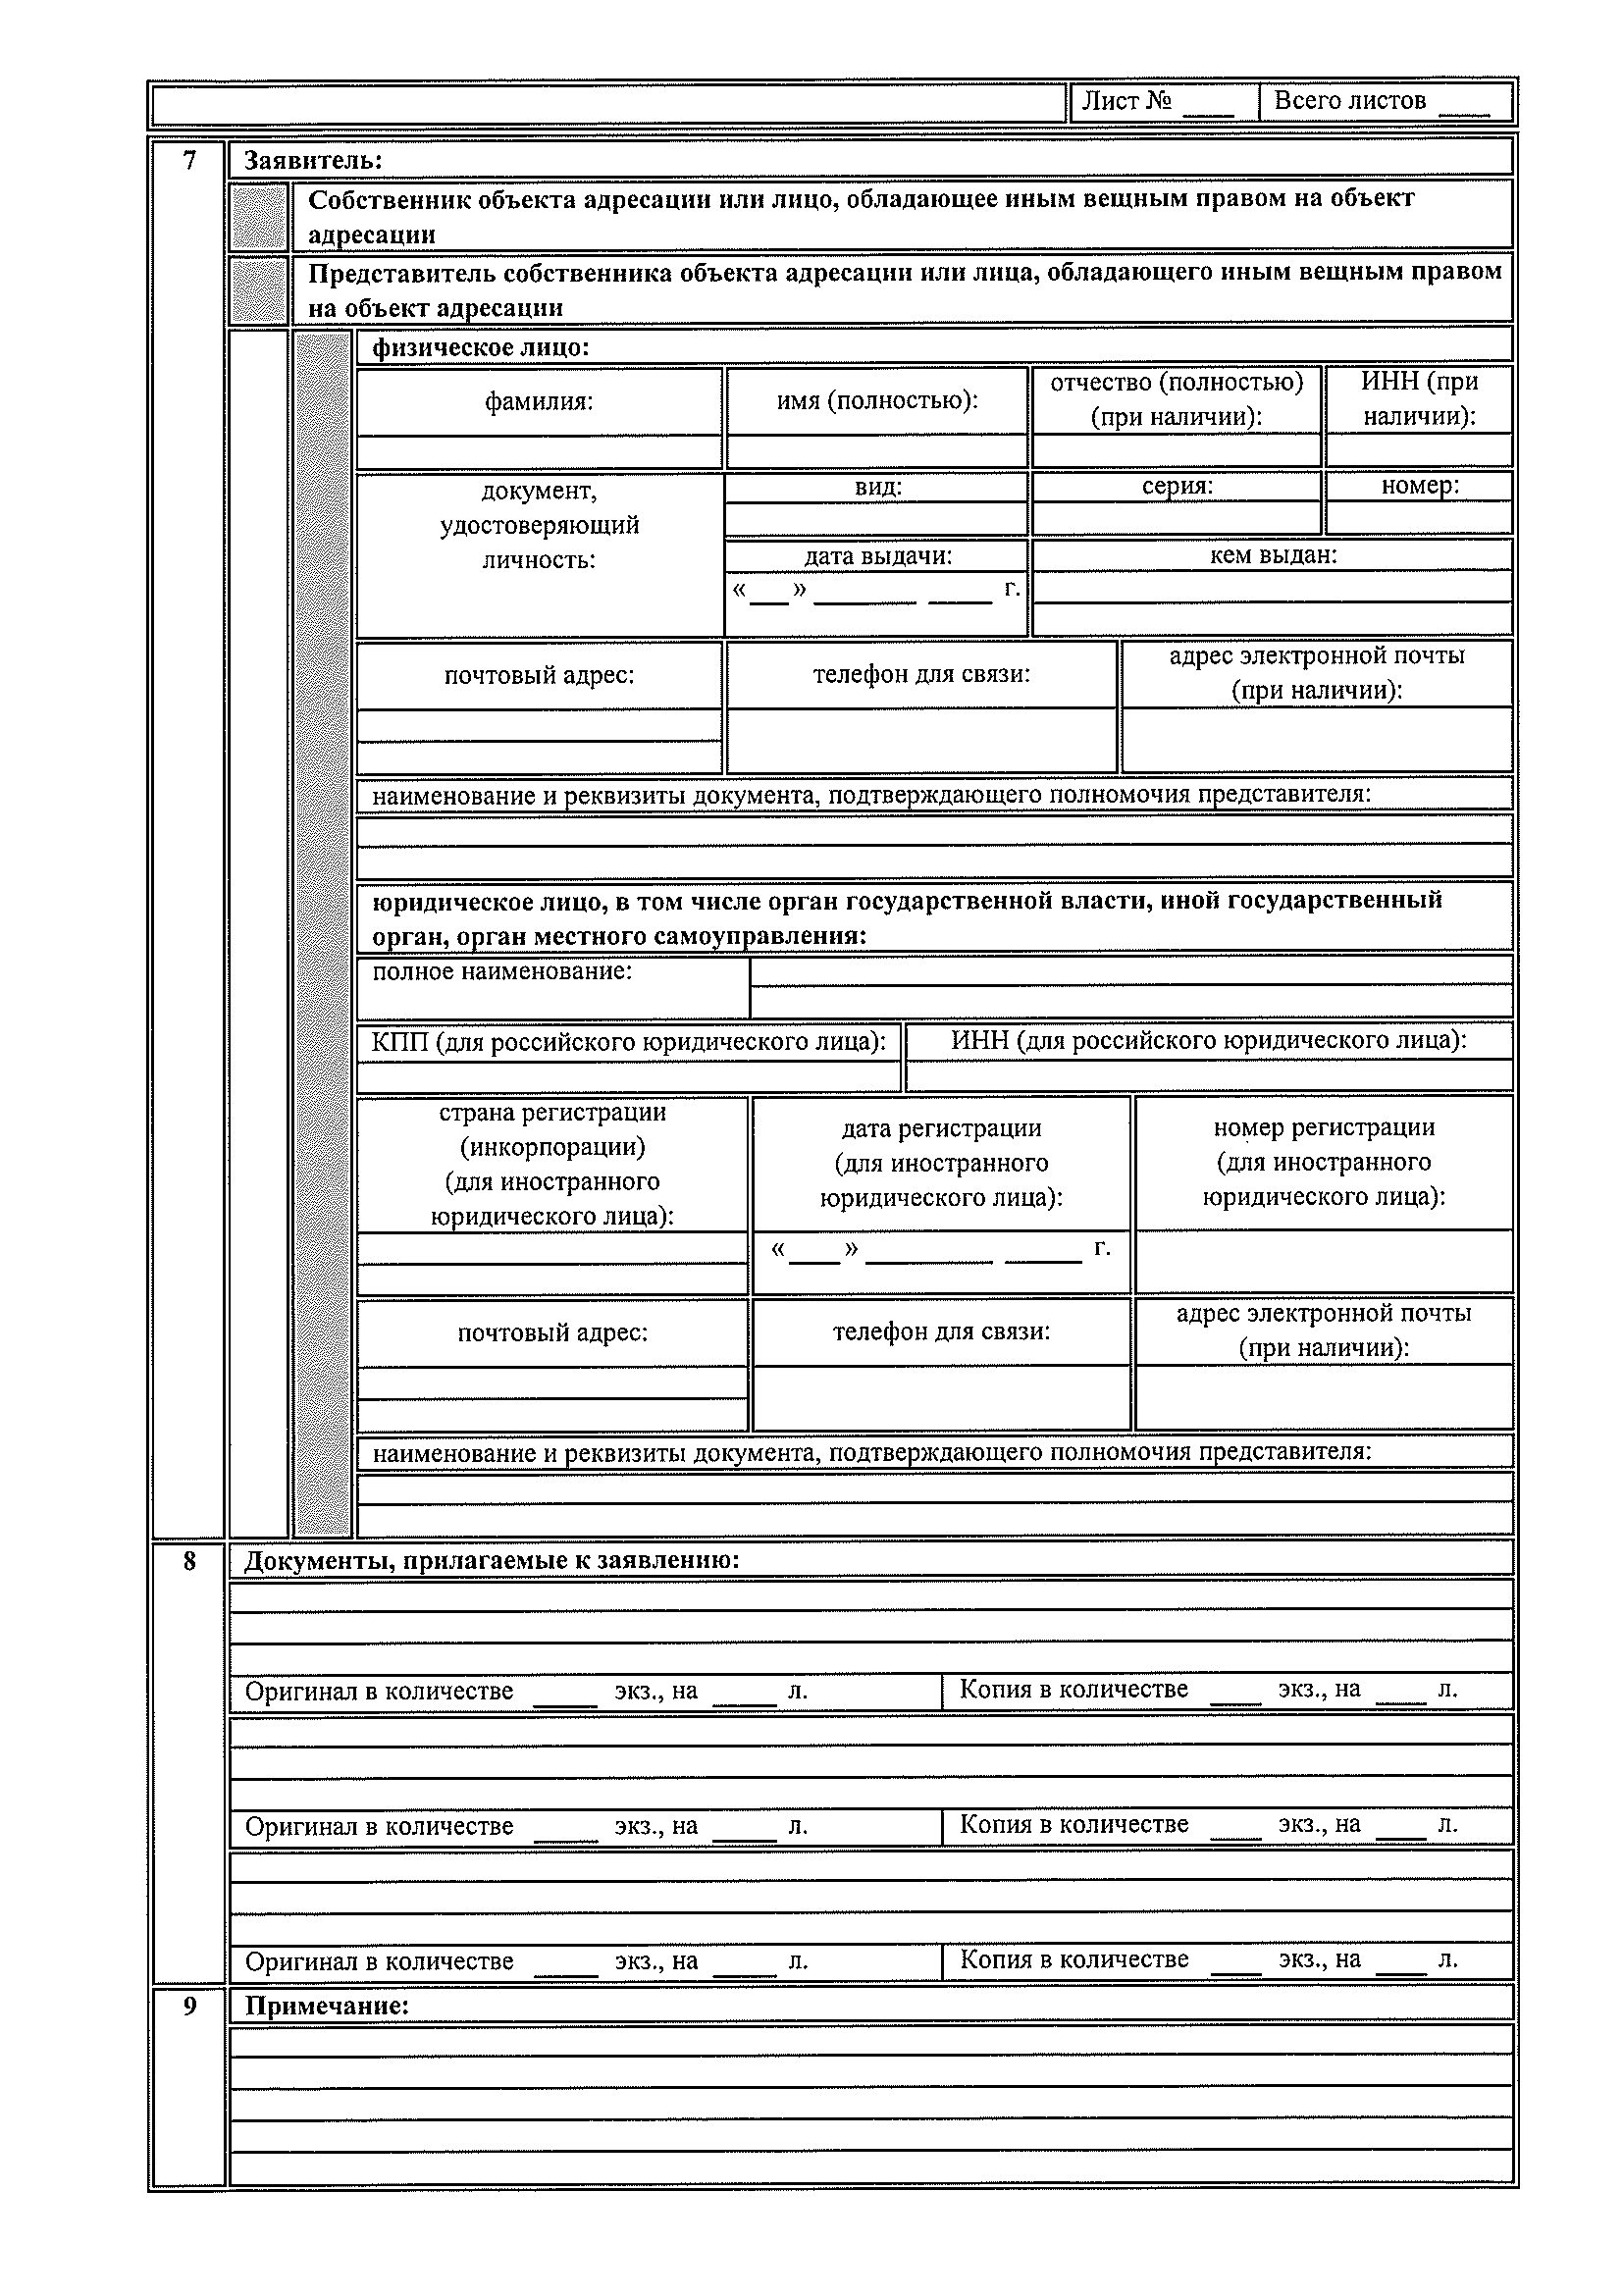 Лист № ____ Всего листов ____
7 Заявитель:
Собственник объекта адресации или лицо, обладающее иным вещным правом на объект
адресации
Представитель собственника объекта адресации или лица, обладающего иным вещным правом
на объект адресации
физическое лицо:
фамилия: имя (полностью): отчество (полностью) (при наличии): ИНН (при наличии):
документ, удостоверяющий личность: вид: серия: номер:
дата выдачи: кем выдан:
«___» ________ _____ г.
почтовый адрес: телефон для связи: адрес электронной почты (при наличии):
наименование и реквизиты документа, подтверждающего полномочия представителя:
юридическое лицо, в том числе орган государственной власти, иной государственный
орган, орган местного самоуправления:
полное наименование:
КПП (для российского юридического лица): ИНН (для российского юридического лица):
страна регистрации (инкорпорации) (для иностранного юридического лица): дата регистрации (для иностранного юридического лица): номер регистрации (для иностранного юридического лица):
«____» __________ ______ г.
почтовый адрес: телефон для связи: адрес электронной почты (при наличии):
наименование и реквизиты документа, подтверждающего полномочия представителя:
8 Документы, прилагаемые к заявлению:
Оригинал в количестве _____ экз., на _____ л. Копия в количестве ____ экз., на ____ л.
Оригинал в количестве _____ экз., на _____ л. Копия в количестве ____ экз., на ____ л.
Оригинал в количестве _____ экз., на _____ л. Копия в количестве ____ экз., на ____ л.
9 Примечание: